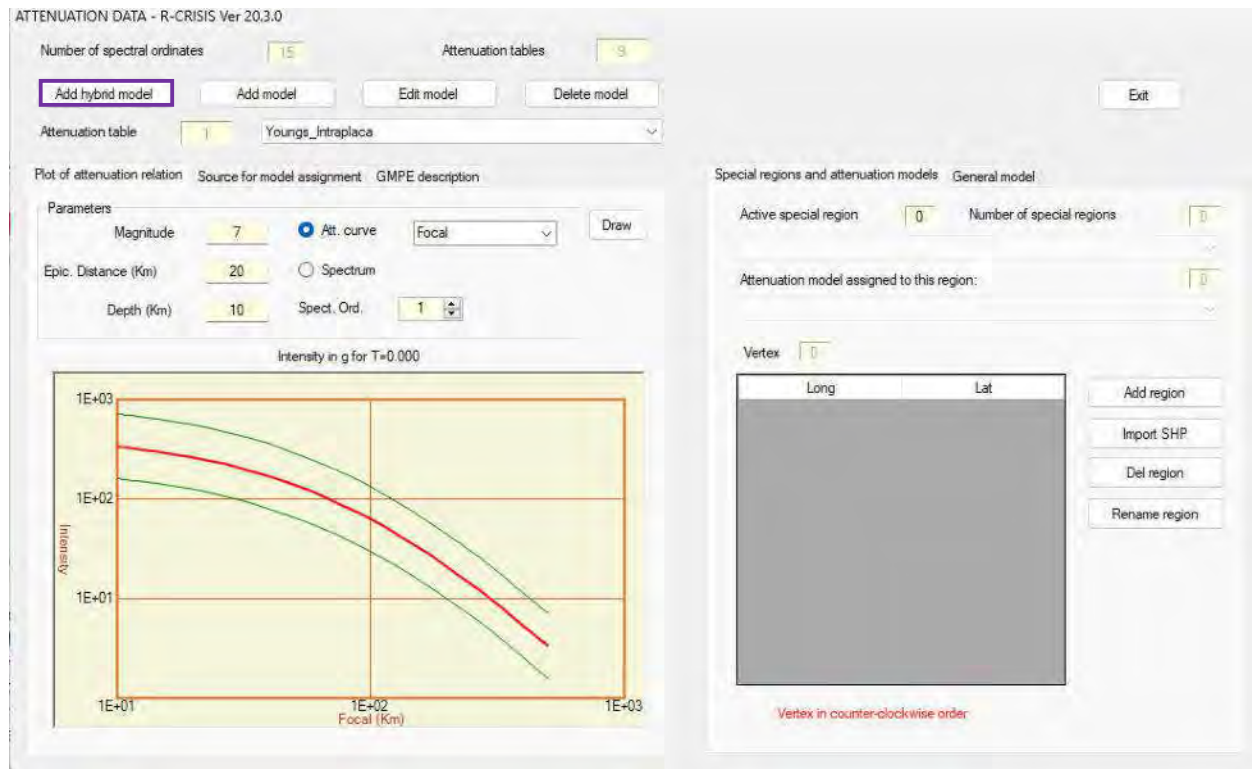 ATTENUATION DATA - R-CRISIS Ver 20.3.0
Number of spectral ordinates 15 Attenuation tables 9
Add hybrid model Add model Edit model Delete model Exit
Attenuation table 1 Youngs_Intraplaca
Plot of attenuation relation Source for model assignment GMPE description
Parameters
Magnitude 7 Att. curve Focal Draw
Epic. Distance (Km) 20 Spectrum
Depth (Km) 10 Spect. Ord. 1
Intensity in g for T=0.000
1E+03
1E+02
Intensity
1E+01
1E+01 1E+02 1E+03
Focal (Km)
Special regions and attenuation models General model
Active special region 0 Number of special regions 0
Attenuation model assigned to this region: 0
Vertex 0
Long Lat
Add region
Import SHP
Del region
Rename region
Vertex in counter-clockwise order